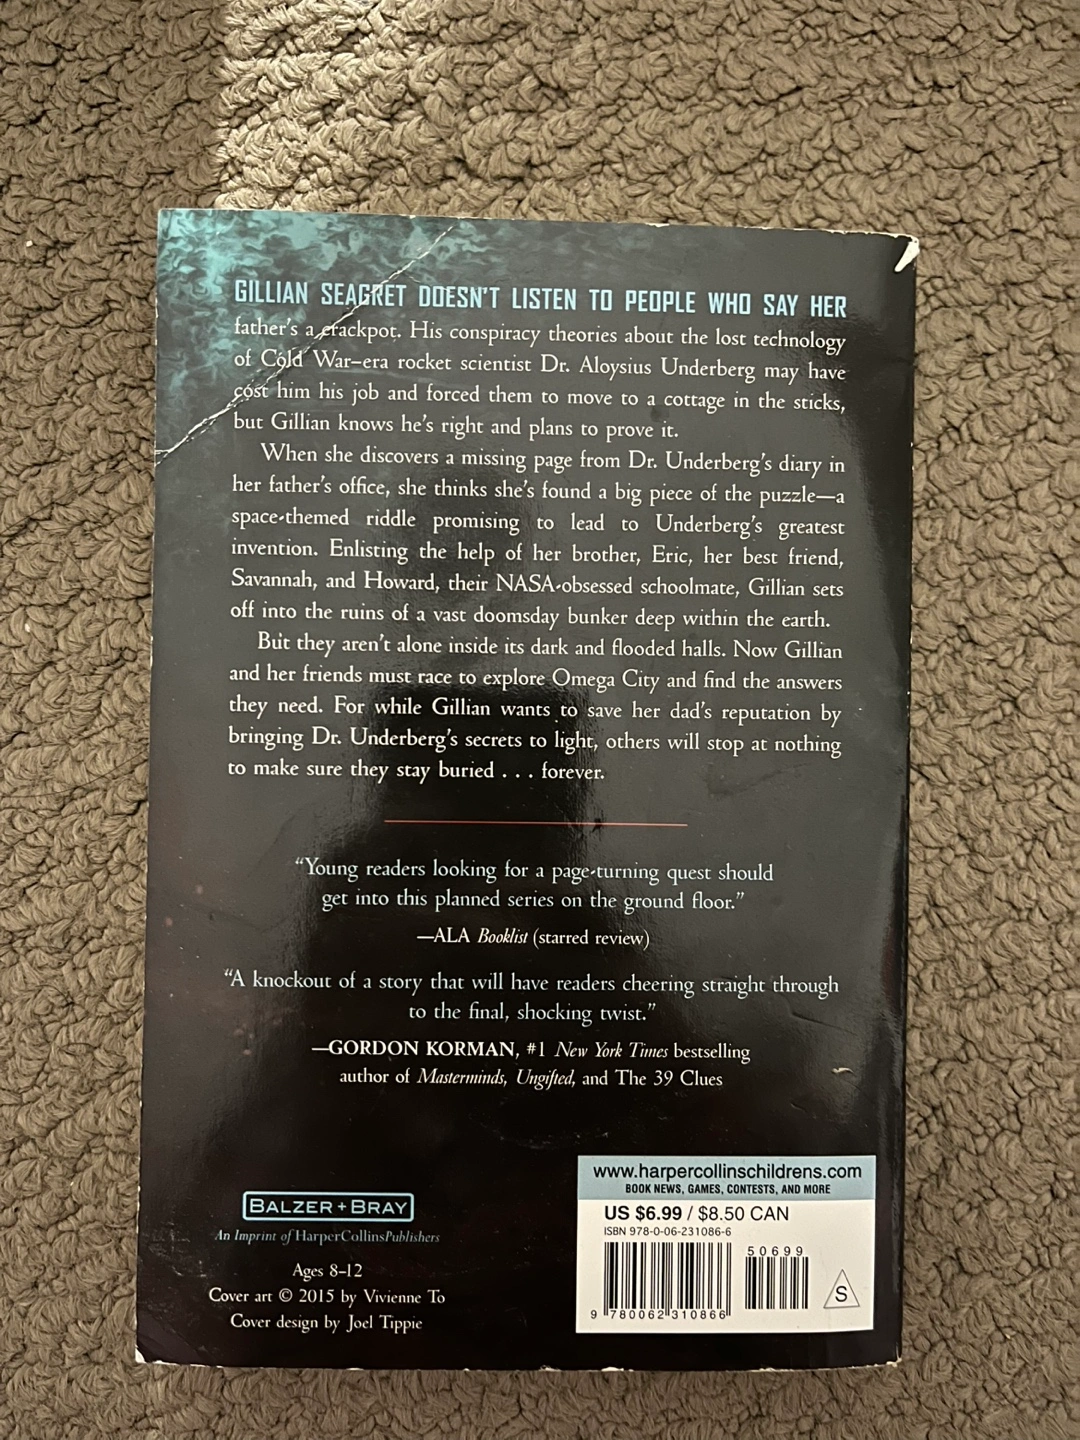 GILLIAN SEAGRET DOESN'T LISTEN TO PEOPLE WHO SAY HER
father's a crackpot. His conspiracy theories about the lost technology
of Cold War–era rocket scientist Dr. Aloysius Underberg may have
cost him his job and forced them to move to a cottage in the sticks,
but Gillian knows he's right and plans to prove it.
When she discovers a missing page from Dr. Underberg's diary in
her father's office, she thinks she's found a big piece of the puzzle—a
space-themed riddle promising to lead to Underberg's greatest
invention. Enlisting the help of her brother, Eric, her best friend,
Savannah, and Howard, their NASA-obsessed schoolmate, Gillian sets
off into the ruins of a vast doomsday bunker deep within the earth.
But they aren't alone inside its dark and flooded halls. Now Gillian
and her friends must race to explore Omega City and find the answers
they need. For while Gillian wants to save her dad's reputation by
bringing Dr. Underberg's secrets to light, others will stop at nothing
to make sure they stay buried . . . forever.
“Young readers looking for a page-turning quest should
get into this planned series on the ground floor.”
—ALA Booklist (starred review)
“A knockout of a story that will have readers cheering straight through
to the final, shocking twist.”
—GORDON KORMAN, #1 New York Times bestselling
author of Masterminds, Ungifted, and The 39 Clues
BALZER + BRAY
An Imprint of HarperCollinsPublishers
Ages 8–12
Cover art © 2015 by Vivienne To
Cover design by Joel Tippie
www.harpercollinschildrens.com
BOOK NEWS, GAMES, CONTESTS, AND MORE
US $6.99 / $8.50 CAN
ISBN 978-0-06-231086-6
50699
9 780062 310866
S